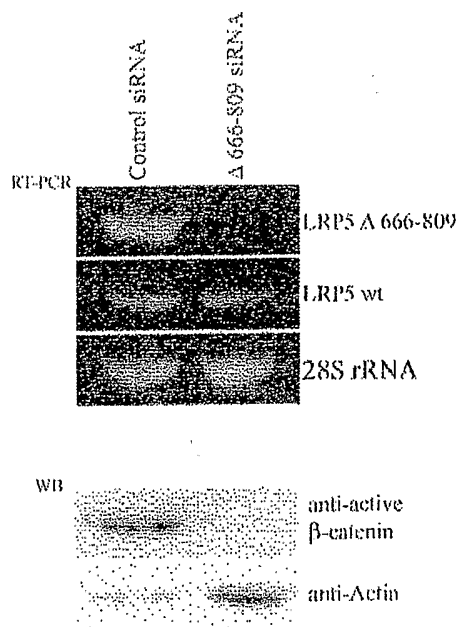 Control siRNA
Δ 666-809 siRNA
RT-PCR
LRP5 Δ 666-809
LRP5 wt
28S rRNA
WB
anti-active
β-catenin
anti-Actin